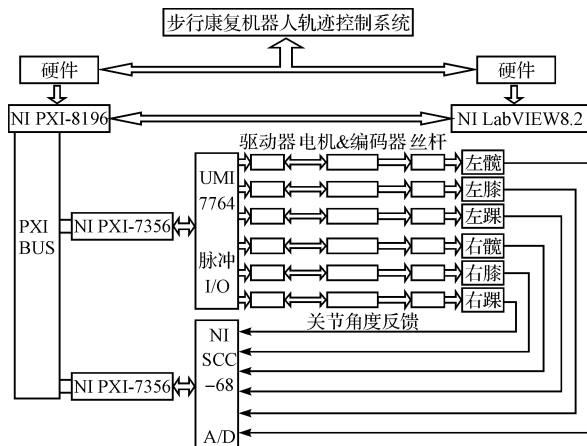 步行康复机器人轨迹控制系统
硬件
硬件
NI PXI-8196
NI LabVIEW8.2
驱动器 电机&编码器 丝杆
PXI
BUS
NI PXI-7356
UMI
7764
脉冲
I/O
左髋
左膝
左踝
右髋
右膝
右踝
关节角度反馈
NI PXI-7356
NI
SCC
-68
A/D